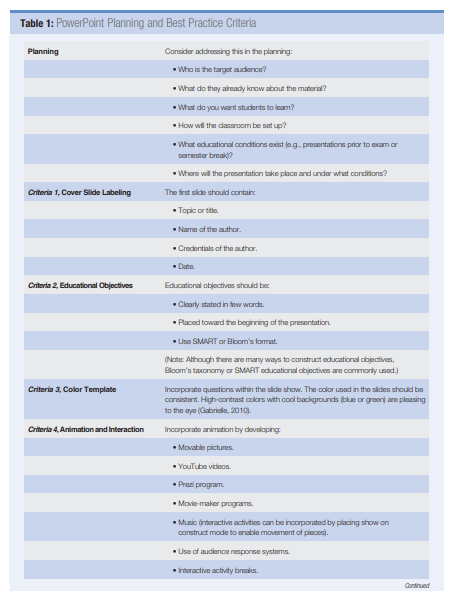 Table 1: PowerPoint Planning and Best Practice Criteria
Planning
Consider addressing this in the planning:
• Who is the target audience?
• What do they already know about the material?
• What do you want students to learn?
• How will the classroom be set up?
• What educational conditions exist (e.g., presentations prior to exam or
semester break)?
• Where will the presentation take place and under what conditions?
Criteria 1, Cover Slide Labeling
The first slide should contain:
• Topic or title.
• Name of the author.
• Credentials of the author.
• Date.
Criteria 2, Educational Objectives
Educational objectives should be:
• Clearly stated in few words.
• Placed toward the beginning of the presentation.
• Use SMART or Bloom's format.
(Note: Although there are many ways to construct educational objectives,
Bloom's taxonomy or SMART educational objectives are commonly used.)
Criteria 3, Color Template
Incorporate questions within the slide show. The color used in the slides should be
consistent. High-contrast colors with cool backgrounds (blue or green) are pleasing
to the eye (Gabrielle, 2010).
Criteria 4, Animation and Interaction
Incorporate animation by developing:
• Movable pictures.
• YouTube videos.
• Prezi program.
• Movie-maker programs.
• Music (interactive activities can be incorporated by placing show on
construct mode to enable movement of pieces).
• Use of audience response systems.
• Interactive activity breaks.
Continued